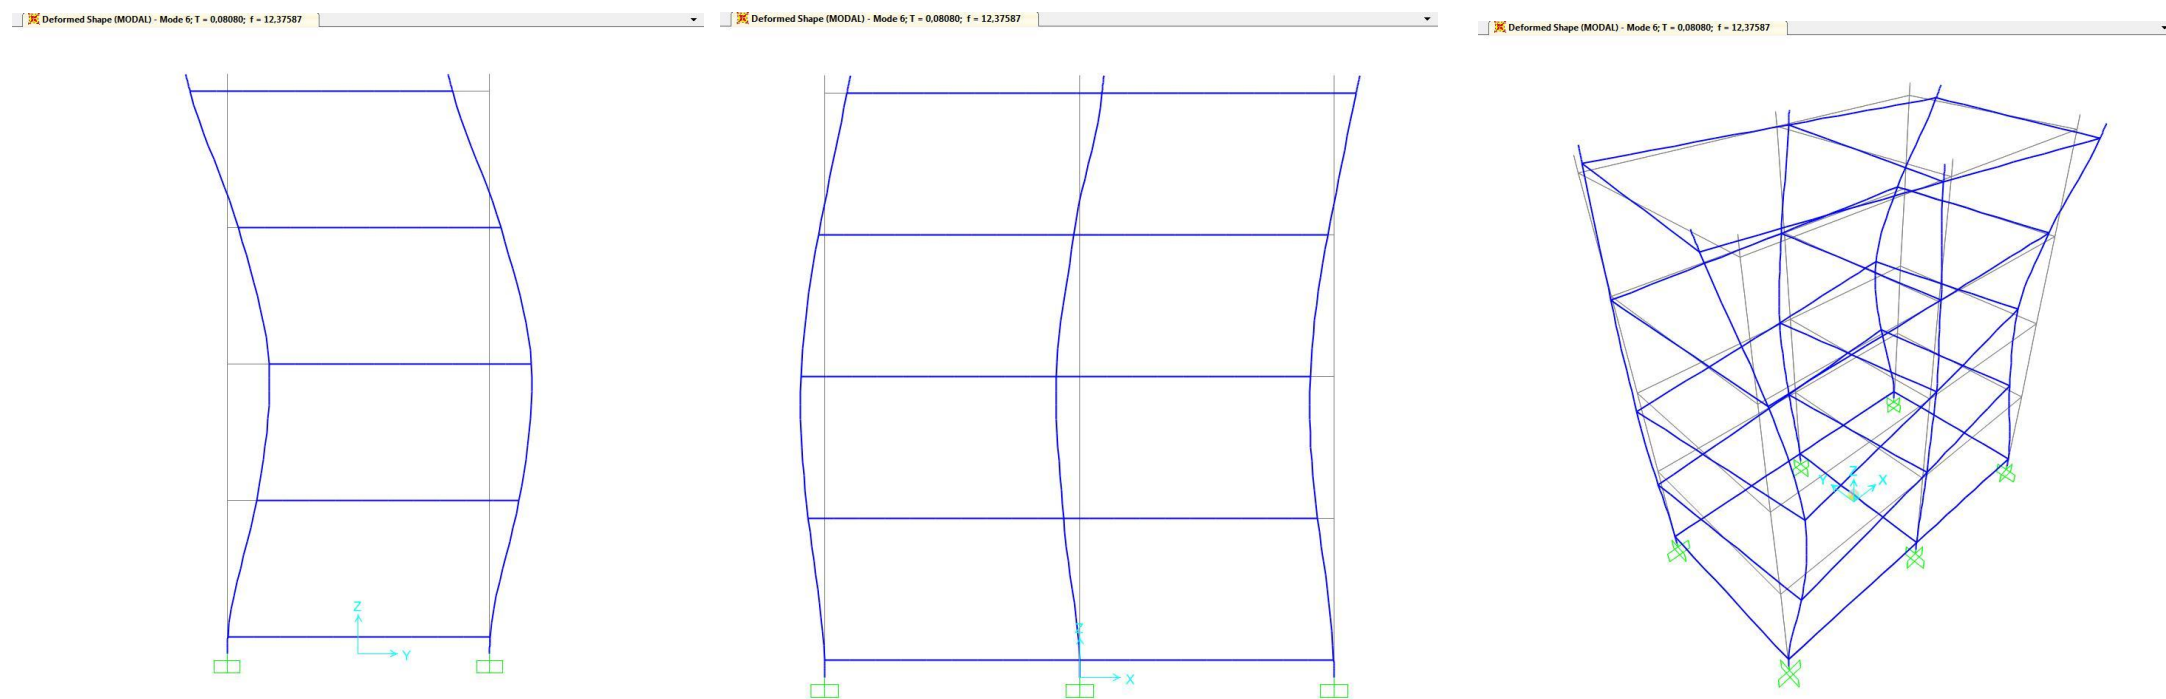 Deformed Shape (MODAL) - Mode 6; T = 0,08080; f = 12,37587
Deformed Shape (MODAL) - Mode 6; T = 0,08080; f = 12,37587
Deformed Shape (MODAL) - Mode 6; T = 0,08080; f = 12,37587
Z
Y
Z
X
Z
Y
X